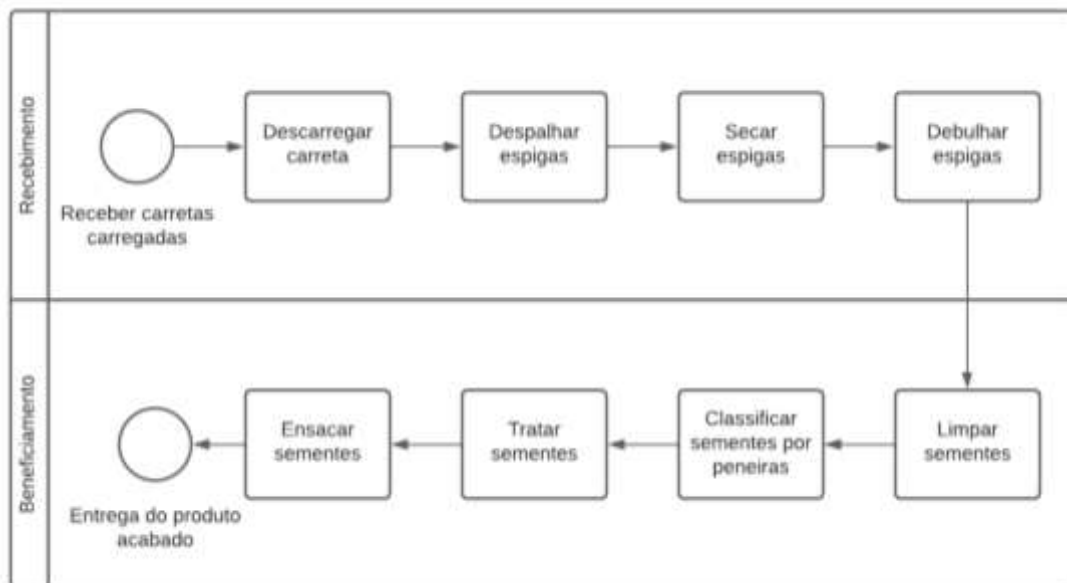 Recebimento
Receber carretas
carregadas
Descarregar
carreta
Despalhar
espigas
Secar
espigas
Debulhar
espigas
Beneficiamento
Entrega do produto
acabado
Ensacar
sementes
Tratar
sementes
Classificar
sementes por
peneiras
Limpar
sementes